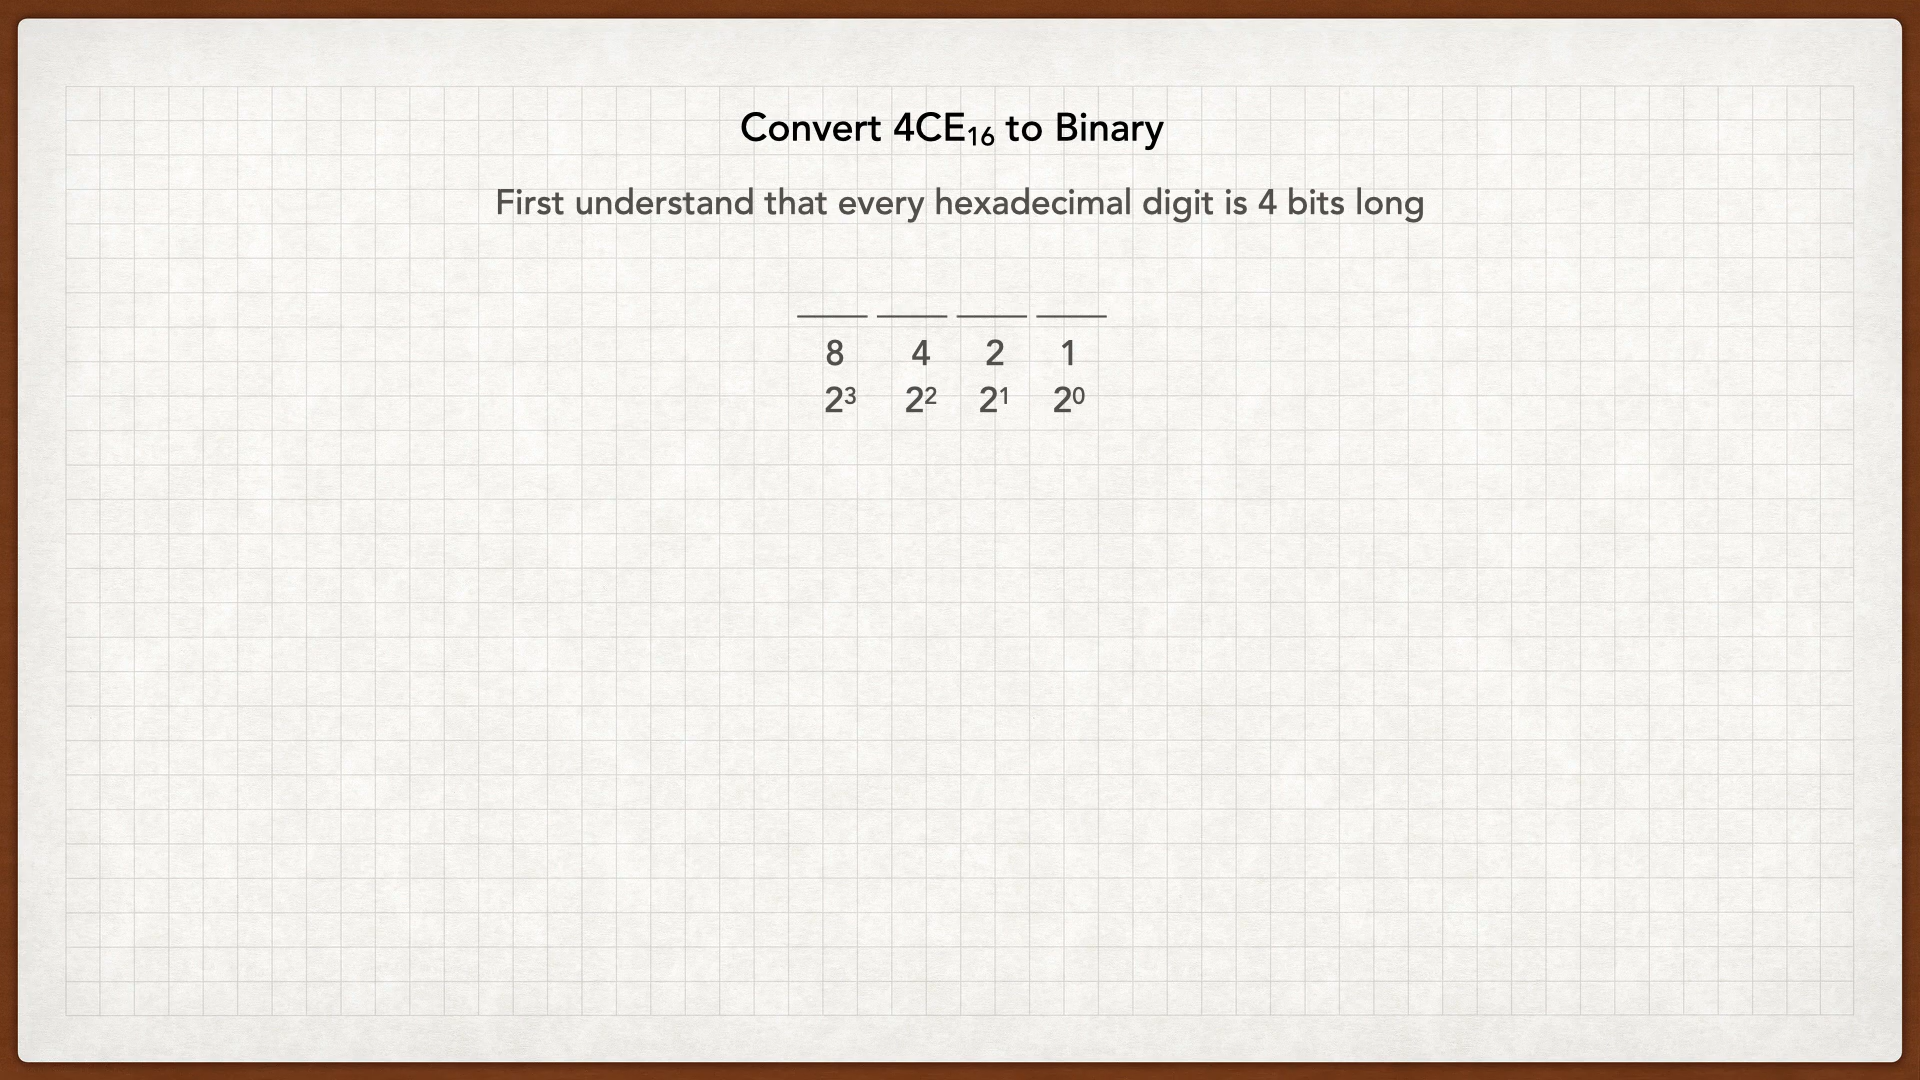 Convert 4CE₁₆ to Binary
First understand that every hexadecimal digit is 4 bits long
8 4 2 1
2³ 2² 2¹ 2⁰